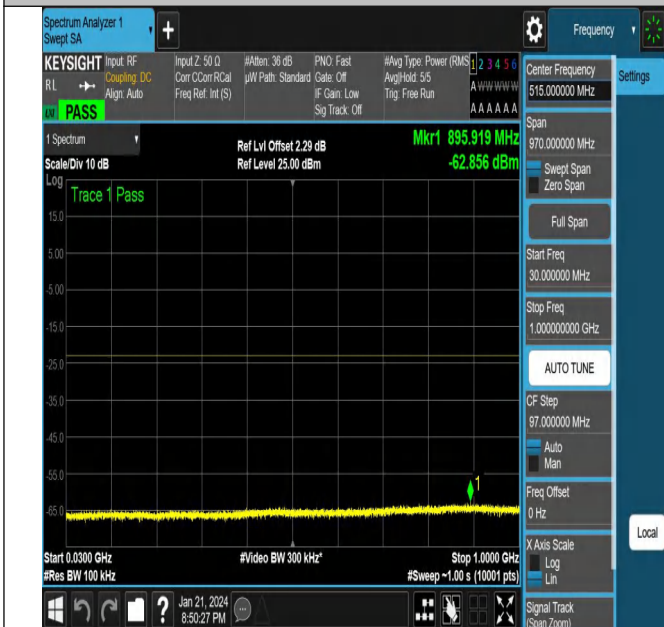 Spectrum Analyzer 1
Swept SA
+
Frequency
KEYSIGHT
Input: RF
Coupling: DC
Align: Auto
Input Z: 50 Ω
Corr CCorr RCal
Freq Ref: Int (S)
#Atten: 36 dB
µW Path: Standard
PNO: Fast
Gate: Off
IF Gain: Low
Sig Track: Off
#Avg Type: Power (RMS
Avg|Hold: 5/5
Trig: Free Run
1 2 3 4 5 6
A W W W W W
A A A A A A
RL
LXI
PASS
1 Spectrum
Scale/Div 10 dB
Ref Lvl Offset 2.29 dB
Ref Level 25.00 dBm
Mkr1 895.919 MHz
-62.856 dBm
Log
Trace 1 Pass
15.0
5.00
-5.00
-15.0
-25.0
-35.0
-45.0
-55.0
-65.0
1
Start 0.0300 GHz
#Res BW 100 kHz
#Video BW 300 kHz*
Stop 1.0000 GHz
#Sweep ~1.00 s (10001 pts)
?
Jan 21, 2024
8:50:27 PM
Center Frequency
515.000000 MHz
Settings
Span
970.000000 MHz
Swept Span
Zero Span
Full Span
Start Freq
30.000000 MHz
Stop Freq
1.000000000 GHz
AUTO TUNE
CF Step
97.000000 MHz
Auto
Man
Freq Offset
0 Hz
Local
X Axis Scale
Log
Lin
Signal Track
(Span Zoom)